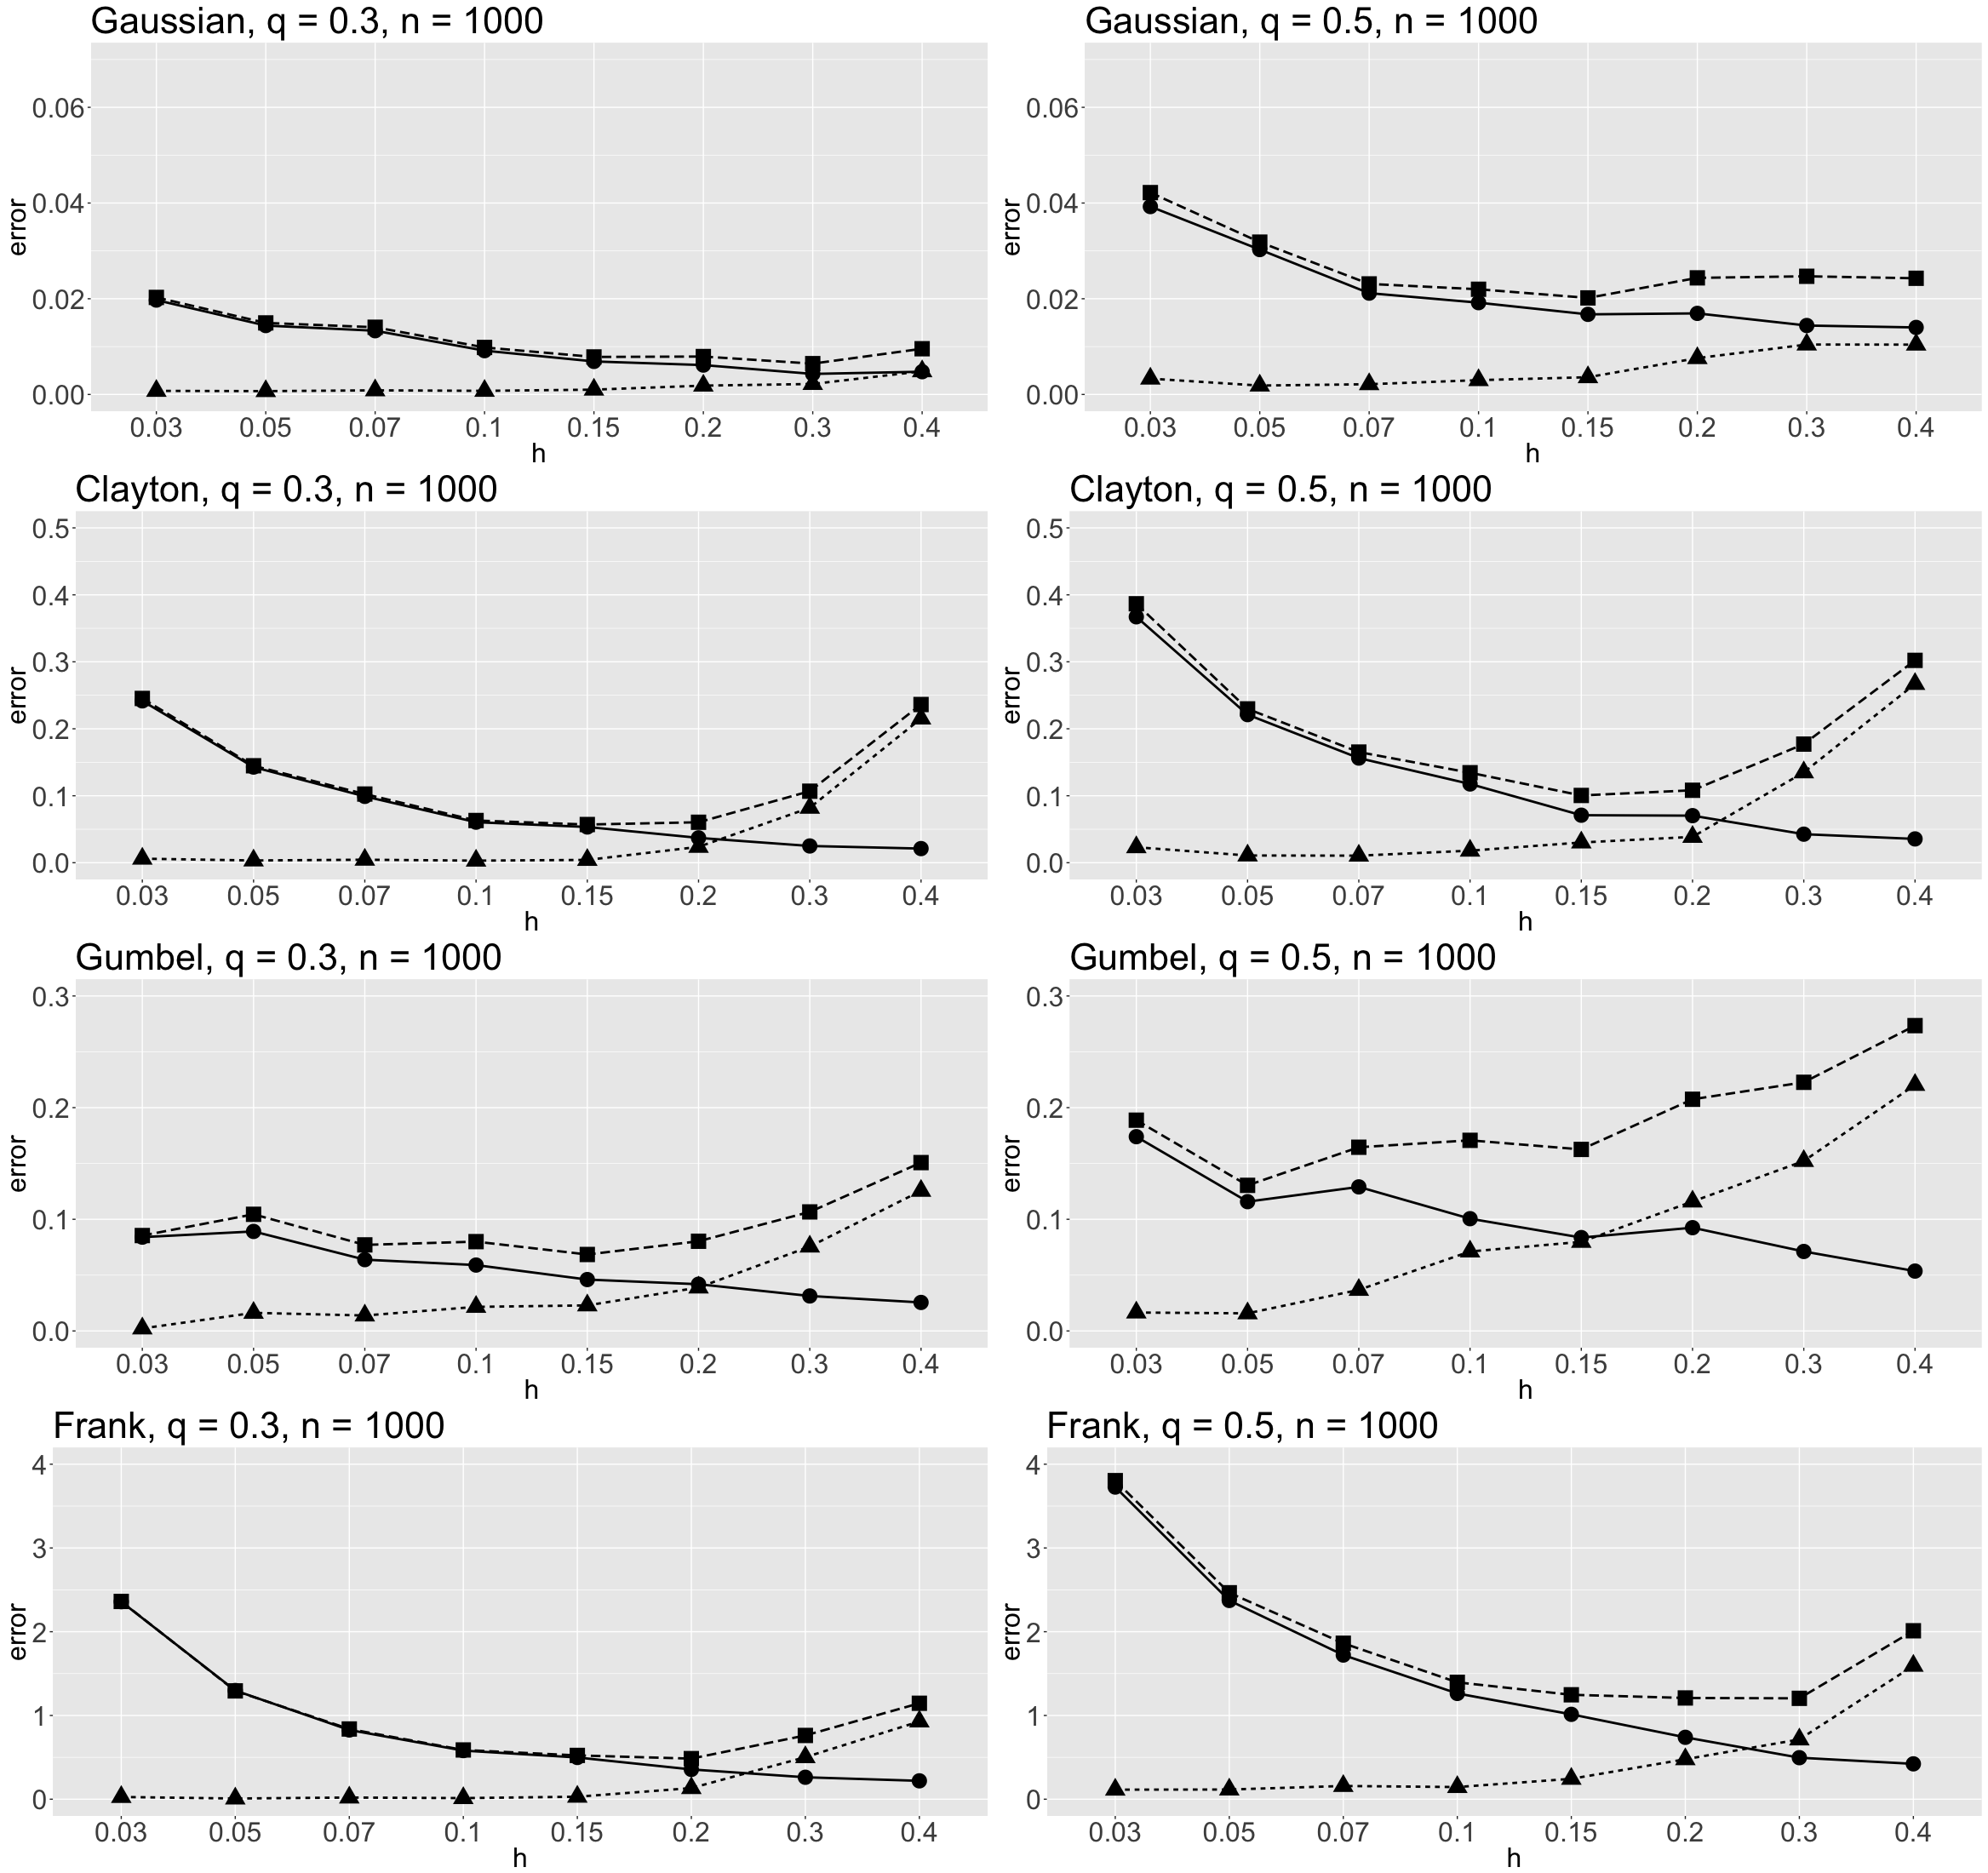 Gaussian, q = 0.3, n = 1000
0.06
0.04
0.02
0.00
error
0.03 0.05 0.07 0.1 0.15 0.2 0.3 0.4
h
Gaussian, q = 0.5, n = 1000
0.06
0.04
0.02
0.00
error
0.03 0.05 0.07 0.1 0.15 0.2 0.3 0.4
h
Clayton, q = 0.3, n = 1000
0.5
0.4
0.3
0.2
0.1
0.0
error
0.03 0.05 0.07 0.1 0.15 0.2 0.3 0.4
h
Clayton, q = 0.5, n = 1000
0.5
0.4
0.3
0.2
0.1
0.0
error
0.03 0.05 0.07 0.1 0.15 0.2 0.3 0.4
h
Gumbel, q = 0.3, n = 1000
0.3
0.2
0.1
0.0
error
0.03 0.05 0.07 0.1 0.15 0.2 0.3 0.4
h
Gumbel, q = 0.5, n = 1000
0.3
0.2
0.1
0.0
error
0.03 0.05 0.07 0.1 0.15 0.2 0.3 0.4
h
Frank, q = 0.3, n = 1000
4
3
2
1
0
error
0.03 0.05 0.07 0.1 0.15 0.2 0.3 0.4
h
Frank, q = 0.5, n = 1000
4
3
2
1
0
error
0.03 0.05 0.07 0.1 0.15 0.2 0.3 0.4
h